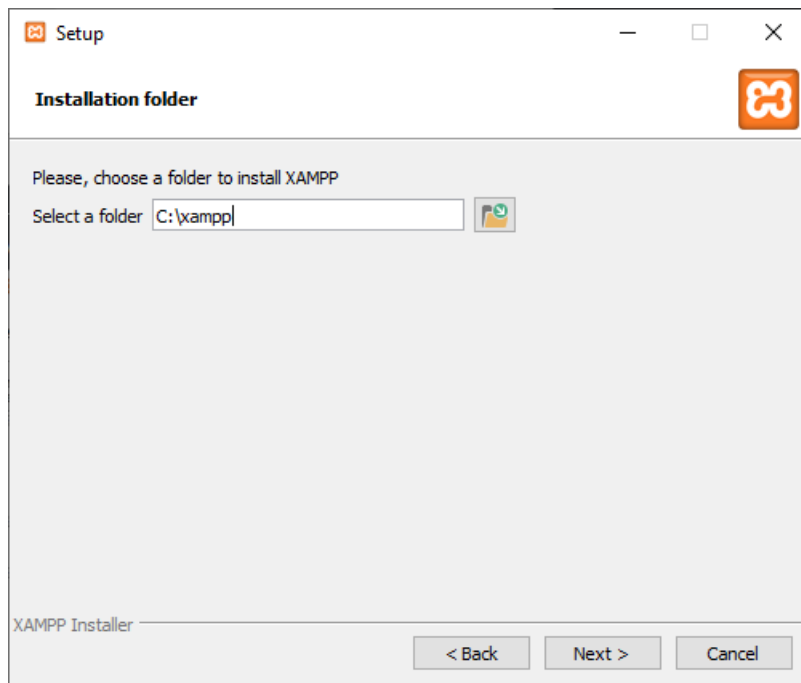 Setup
Installation folder
Please, choose a folder to install XAMPP
Select a folder C:\xampp
XAMPP Installer
< Back Next > Cancel